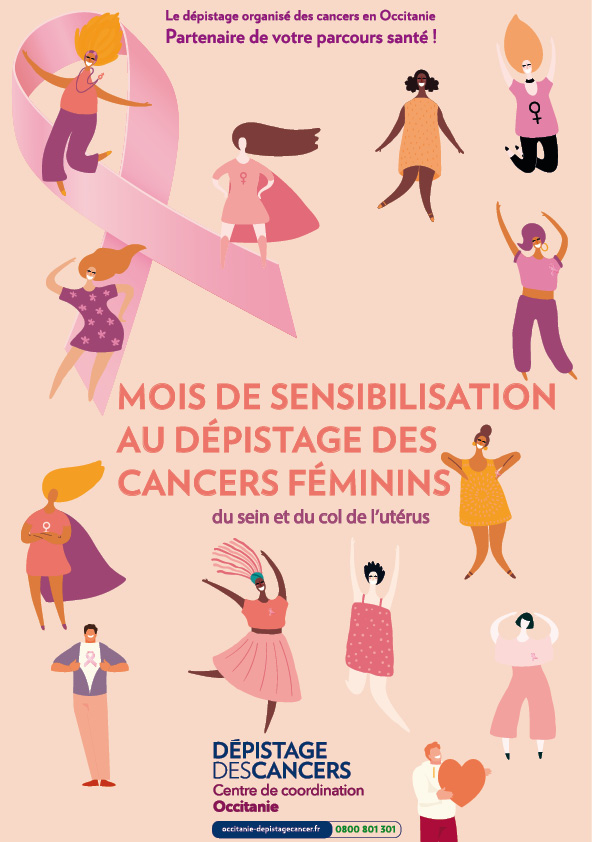 Le dépistage organisé des cancers en Occitanie
Partenaire de votre parcours santé !
MOIS DE SENSIBILISATION
AU DÉPISTAGE DES
CANCERS FÉMININS
du sein et du col de l'utérus
DÉPISTAGE
DESCANCERS
Centre de coordination
Occitanie
occitanie-depistagecancer.fr 0800 801 301